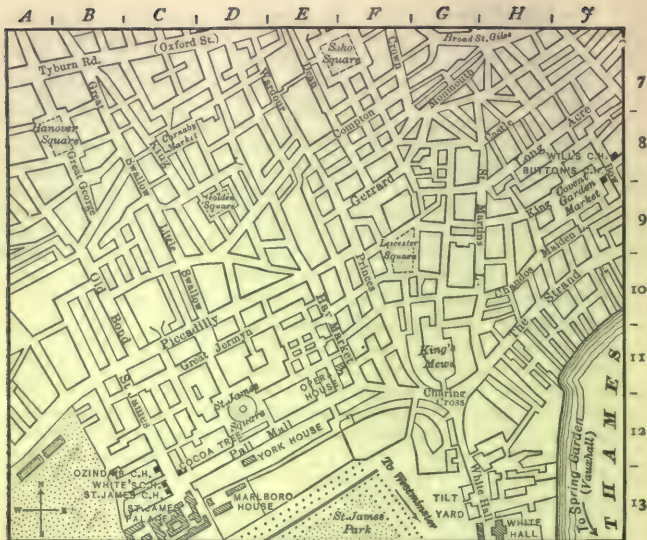 A B C D E F G H J
Tyburn Rd.
(Oxford St.)
Soho
Square
Crown
Broad St. Giles
7
Great
Wardour
Dean
Monmouth
Hanover
Square
Carnaby
Market
King
Compton
Castle
Long Acre
8
WILL'S C.H.
BUTTON'S C.H.
Bow
Great George
Swallow
Golden
Square
Gerrard
St. Martins L.
King
Covent
Garden
Market
9
Little
Swallow
Leicester
Square
Princes
Chandos
Maiden L.
Old Bond
The Strand
10
Piccadilly
Great Jermyn
Hay Market St.
King's
Mews
11
St. James
St. James
Square
OPERA
HOUSE
Charing
Cross
THAMES
12
COCOA TREE
Pall Mall
YORK HOUSE
OZINDA'S C.H.
WHITE'S C.H.
ST. JAMES C.H.
ST. JAMES
PALACE
MARLBORO
HOUSE
To Westminster
TILT
YARD
White Hall
WHITE
HALL
To Spring-Garden
(Vauxhall)
13
N
W E
St. James
Park